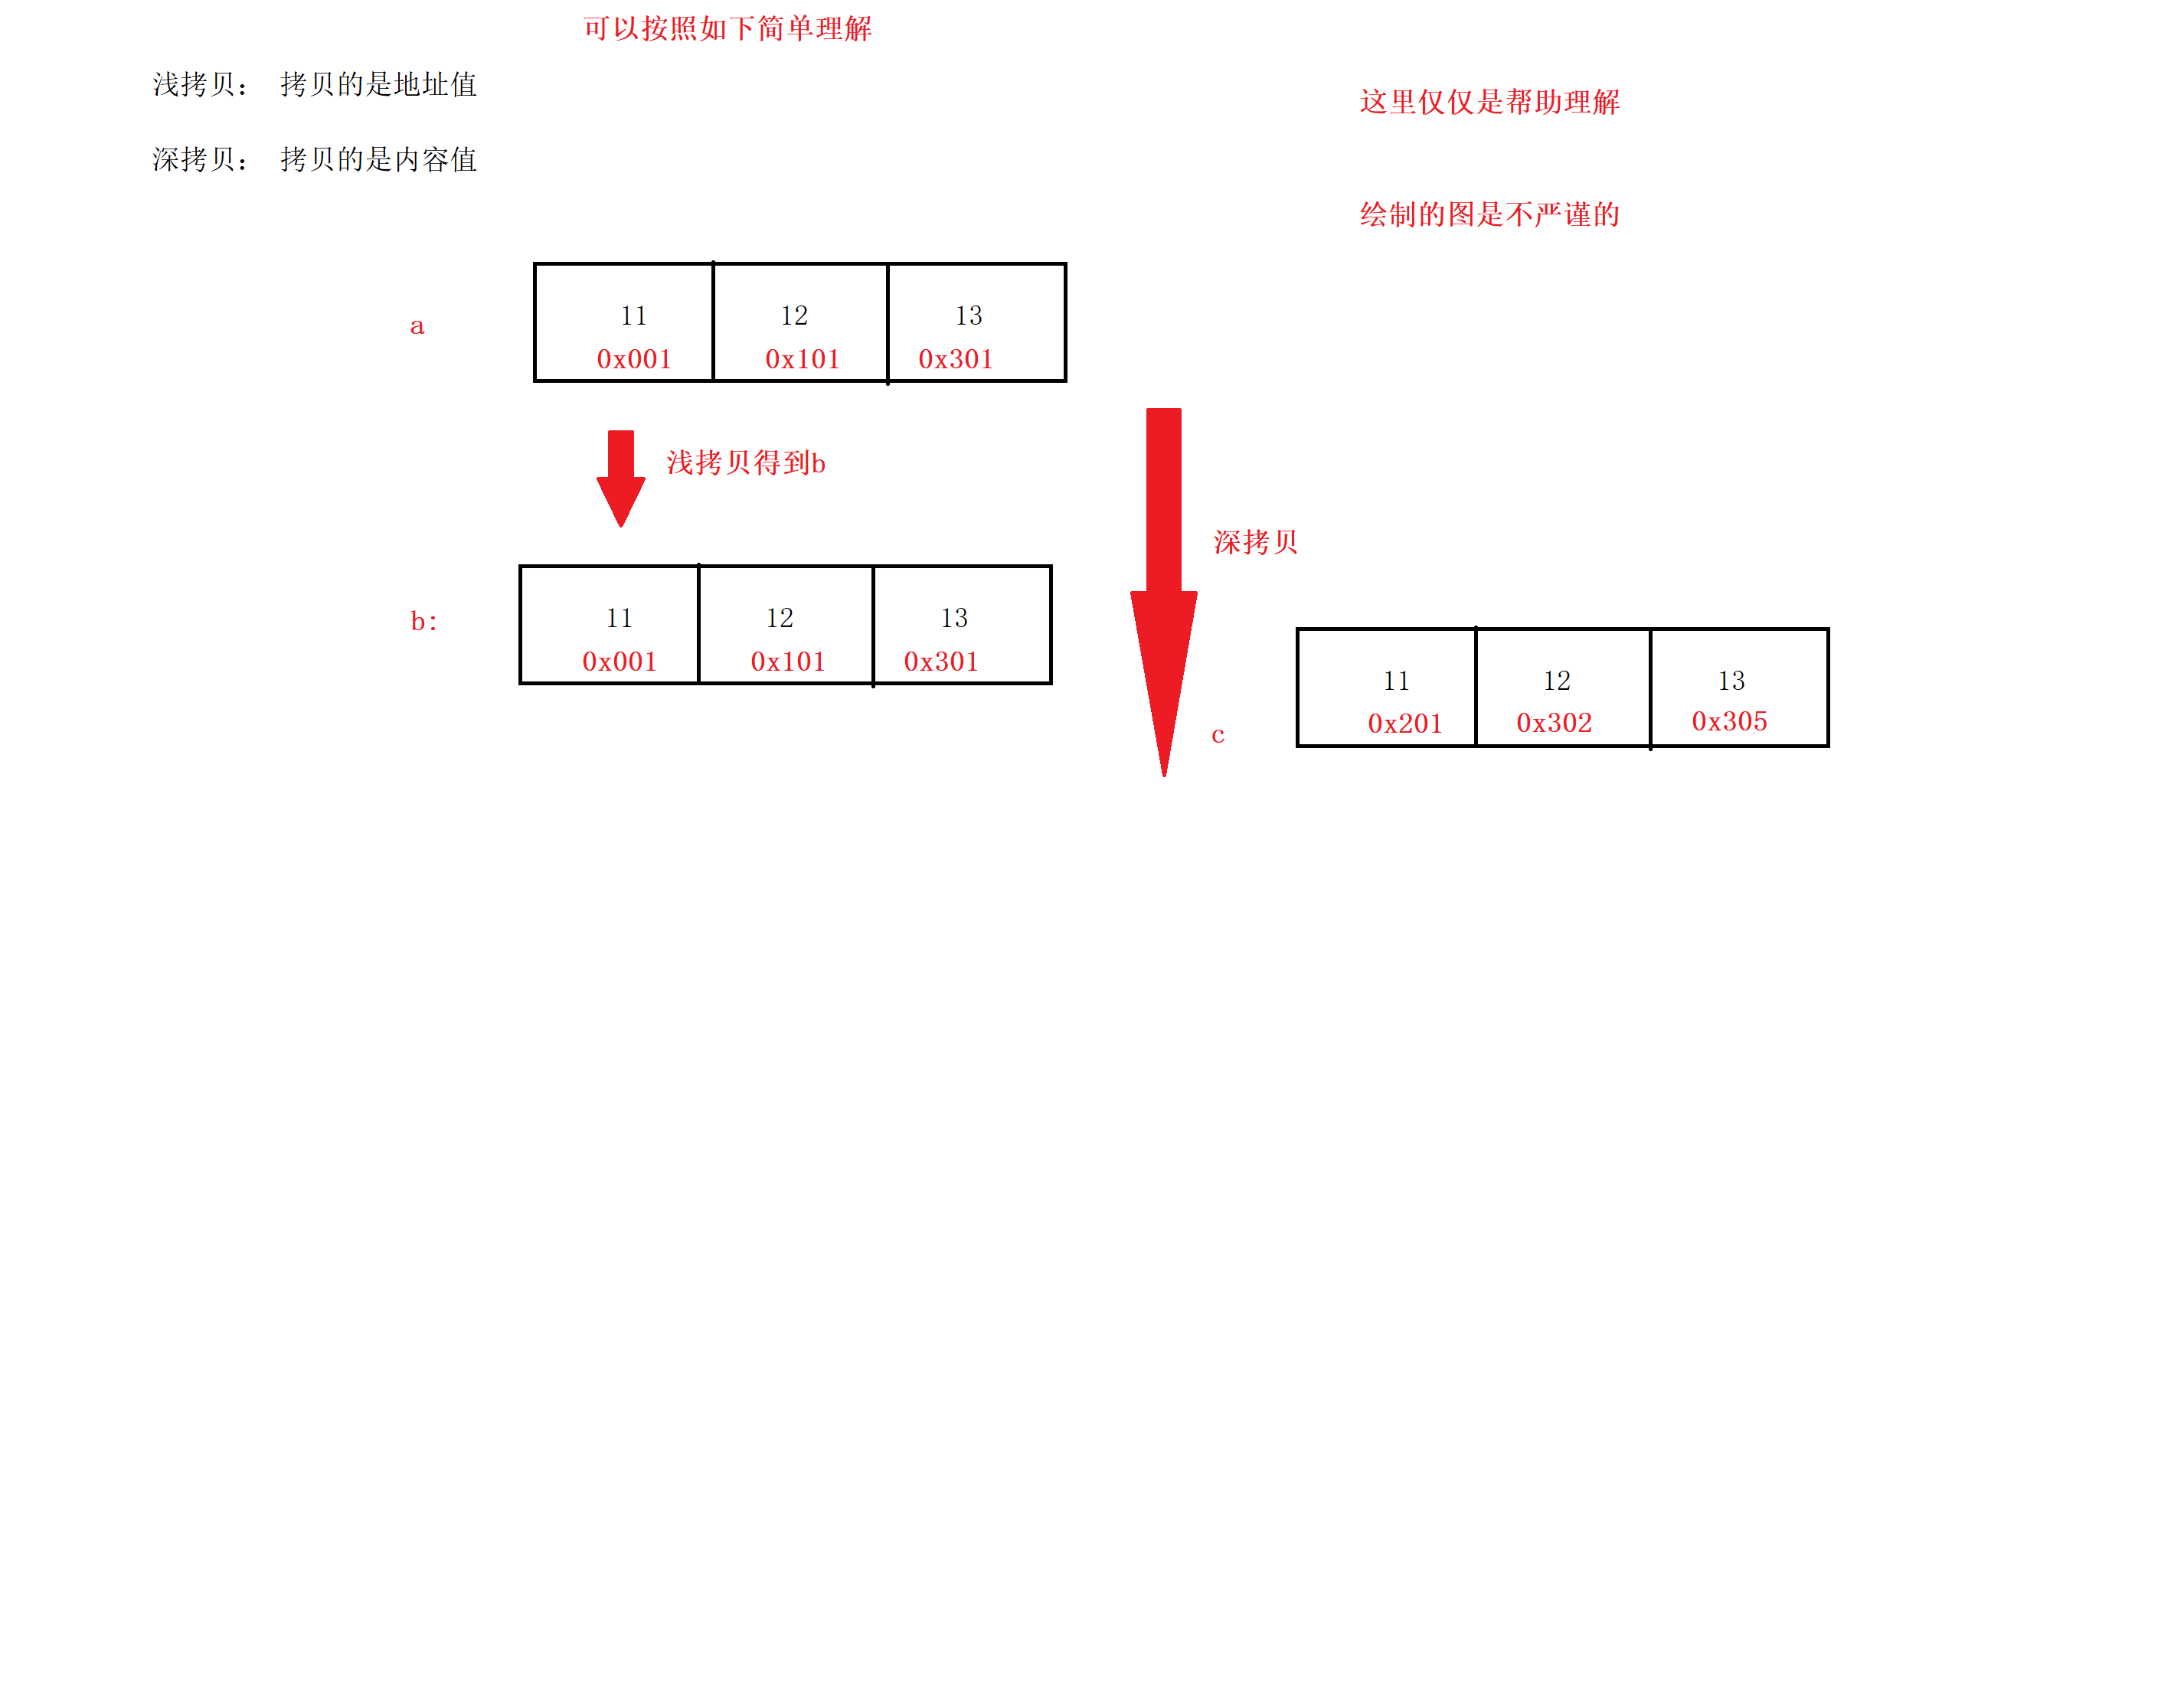 可以按照如下简单理解
浅拷贝： 拷贝的是地址值
这里仅仅是帮助理解
深拷贝： 拷贝的是内容值
绘制的图是不严谨的
a
11 12 13
0x001 0x101 0x301
浅拷贝得到b
深拷贝
b:
11 12 13
0x001 0x101 0x301
c
11 12 13
0x201 0x302 0x305